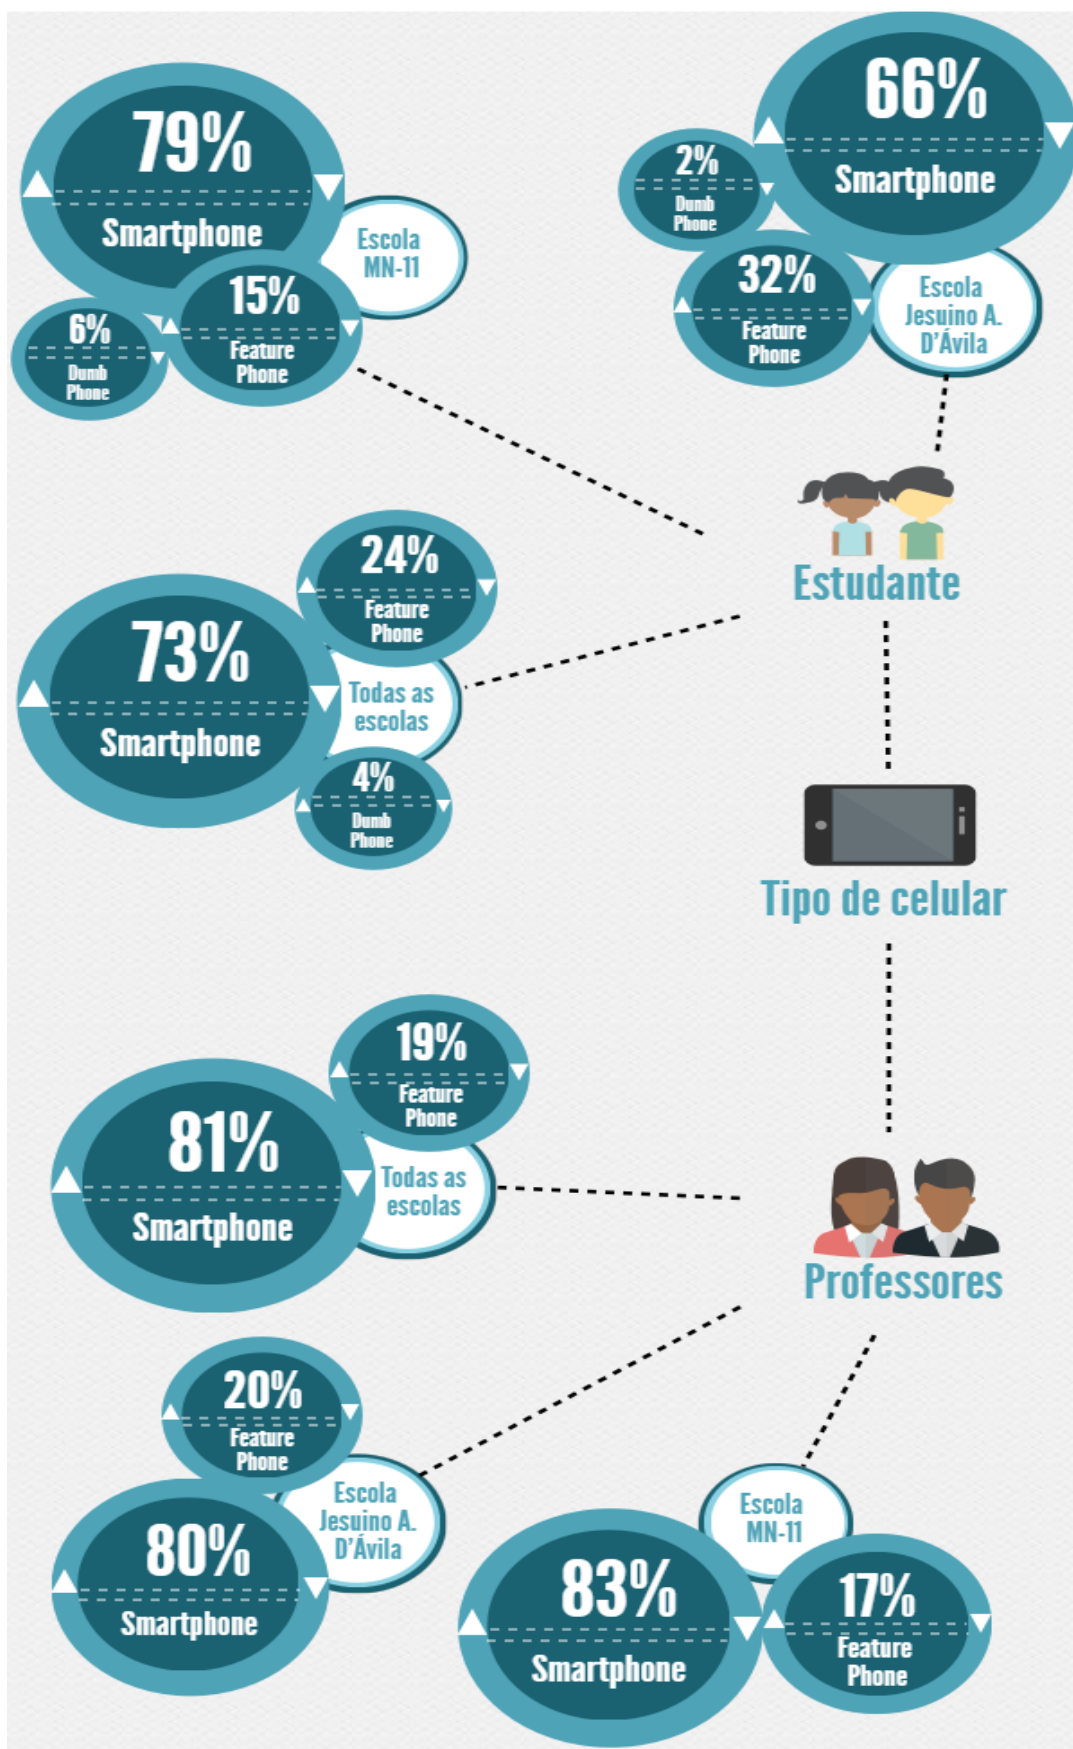 79%
Smartphone
15%
Feature
Phone
6%
Dumb
Phone
Escola
MN-11
66%
Smartphone
2%
Dumb
Phone
32%
Feature
Phone
Escola
Jesuino A.
D'Ávila
Estudante
24%
Feature
Phone
73%
Smartphone
Todas as
escolas
4%
Dumb
Phone
Tipo de celular
19%
Feature
Phone
81%
Smartphone
Todas as
escolas
Professores
20%
Feature
Phone
80%
Smartphone
Escola
Jesuino A.
D'Ávila
Escola
MN-11
83%
Smartphone
17%
Feature
Phone